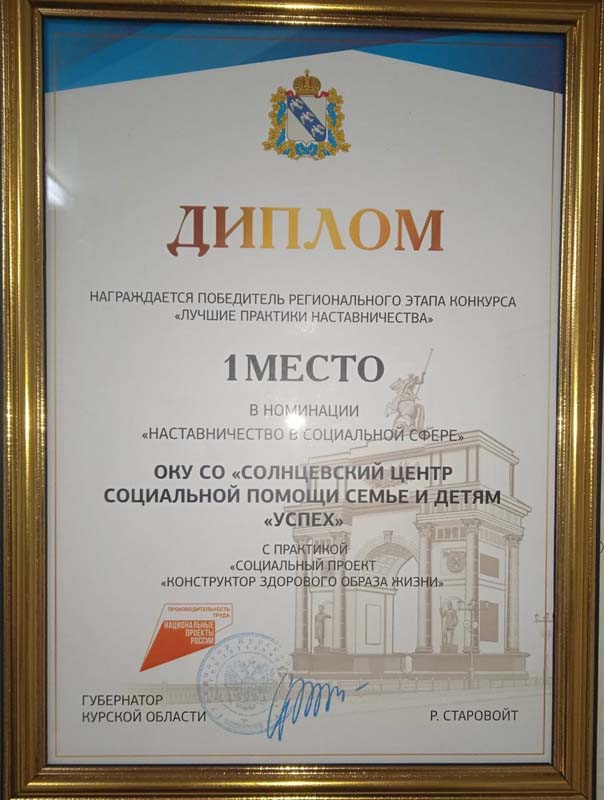 ДИПЛОМ
НАГРАЖДАЕТСЯ ПОБЕДИТЕЛЬ РЕГИОНАЛЬНОГО ЭТАПА КОНКУРСА
«ЛУЧШИЕ ПРАКТИКИ НАСТАВНИЧЕСТВА»
1 МЕСТО
В НОМИНАЦИИ
«НАСТАВНИЧЕСТВО В СОЦИАЛЬНОЙ СФЕРЕ»
ОКУ СО «СОЛНЦЕВСКИЙ ЦЕНТР
СОЦИАЛЬНОЙ ПОМОЩИ СЕМЬЕ И ДЕТЯМ
«УСПЕХ»
С ПРАКТИКОЙ
«СОЦИАЛЬНЫЙ ПРОЕКТ
«КОНСТРУКТОР ЗДОРОВОГО ОБРАЗА ЖИЗНИ»
ПРОИЗВОДИТЕЛЬНОСТЬ
ТРУДА
НАЦИОНАЛЬНЫЕ
ПРОЕКТЫ
РОССИИ
ГУБЕРНАТОР
КУРСКОЙ ОБЛАСТИ
Р. СТАРОВОЙТ